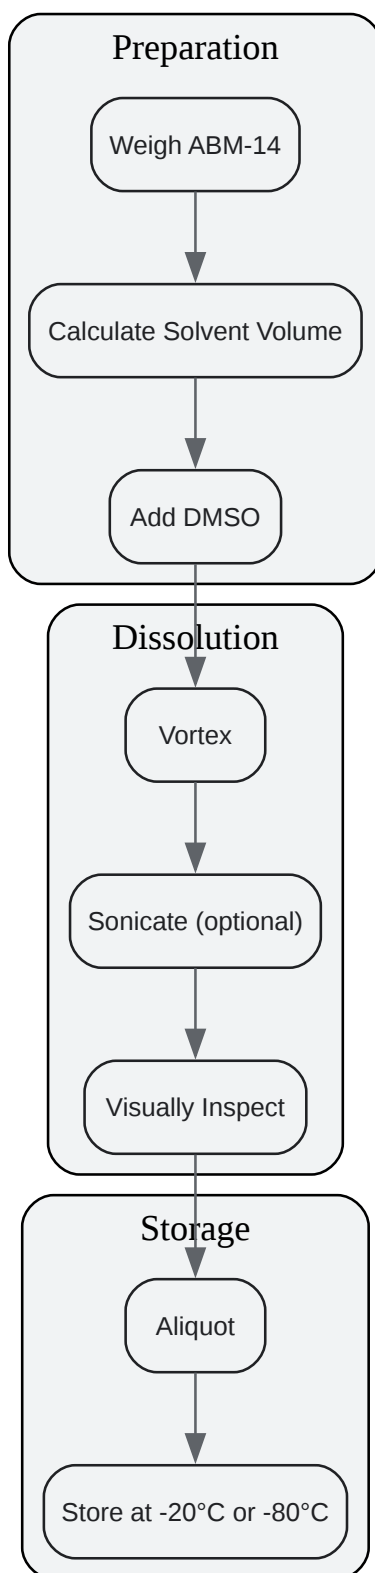 Preparation
Weigh ABM-14
Calculate Solvent Volume
Add DMSO
Dissolution
Vortex
Sonicate (optional)
Visually Inspect
Storage
Aliquot
Store at -20°C or -80°C